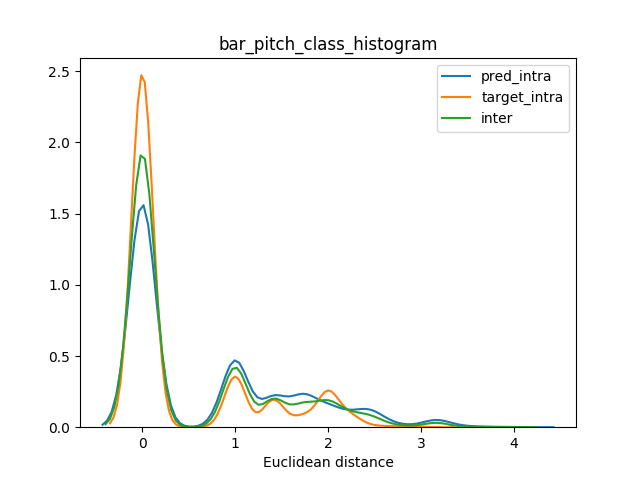 bar_pitch_class_histogram
2.5
2.0
1.5
1.0
0.5
0.0
pred_intra
target_intra
inter
0 1 2 3 4
Euclidean distance